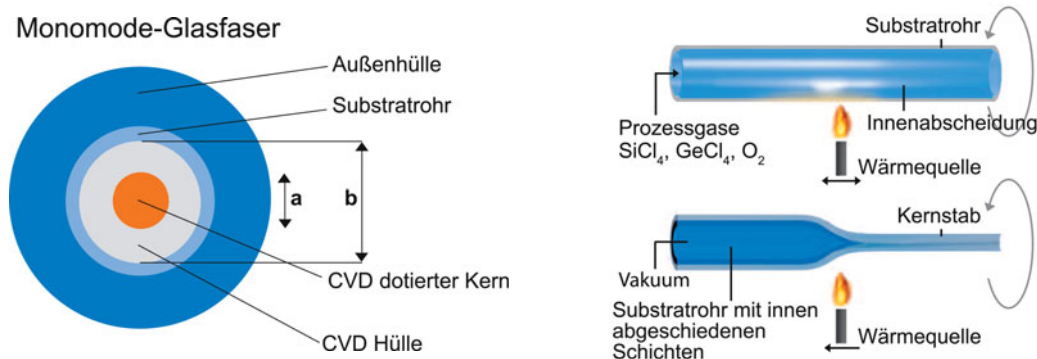 Monomode-Glasfaser
Außenhülle
Substratrohr
a
b
CVD dotierter Kern
CVD Hülle
Substratrohr
Prozessgase
SiCl₄, GeCl₄, O₂
Innenabscheidung
Wärmequelle
Kernstab
Vakuum
Substratrohr mit innen
abgeschiedenen
Schichten
Wärmequelle